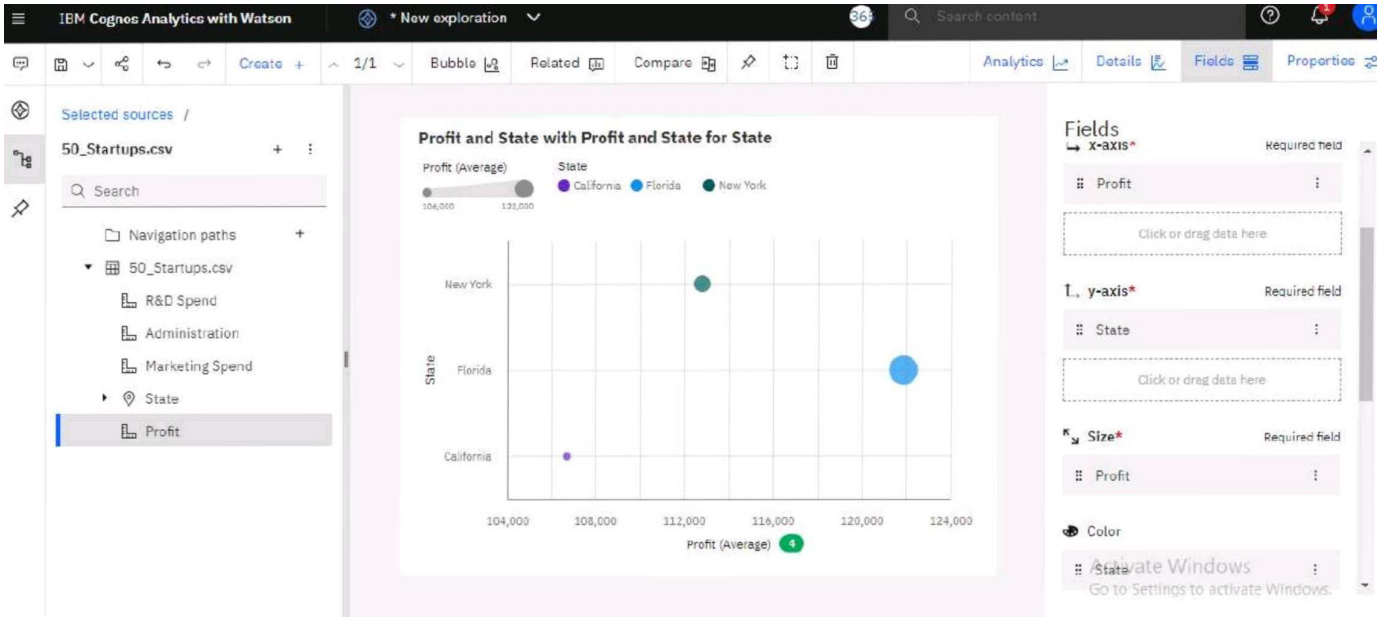 IBM Cognos Analytics with Watson
* New exploration
Search content
1
Create +
1/1
Bubble
Related
Compare
Analytics
Details
Fields
Properties
Selected sources /
50_Startups.csv
Search
Navigation paths
50_Startups.csv
R&D Spend
Administration
Marketing Spend
State
Profit
Profit and State with Profit and State for State
Profit (Average)
State
California Florida New York
New York
Florida
California
State
104,000 108,000 112,000 116,000 120,000 124,000
Profit (Average) 4
Fields
x-axis* Required field
Profit
Click or drag data here
y-axis* Required field
State
Click or drag data here
Size* Required field
Profit
Color
State
Activate Windows
Go to Settings to activate Windows.